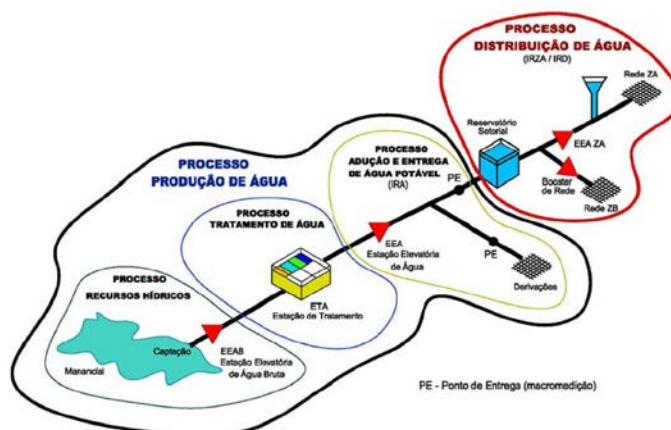 PROCESSO
DISTRIBUIÇÃO DE ÁGUA
(IRZA / IRD)
Rede ZA
Reservatório
Setorial
EEA ZA
Booster
de Rede
Rede ZB
PROCESSO
ADUÇÃO E ENTREGA
DE ÁGUA POTÁVEL
(IRA)
PE
PROCESSO
PRODUÇÃO DE ÁGUA
PROCESSO
TRATAMENTO DE ÁGUA
EEA
Estação Elevatória
de Água
PE
Derivações
PROCESSO
RECURSOS HÍDRICOS
ETA
Estação de Tratamento
Captação
EEAB
Estação Elevatória
de Água Bruta
Manancial
PE - Ponto de Entrega (macromedição)